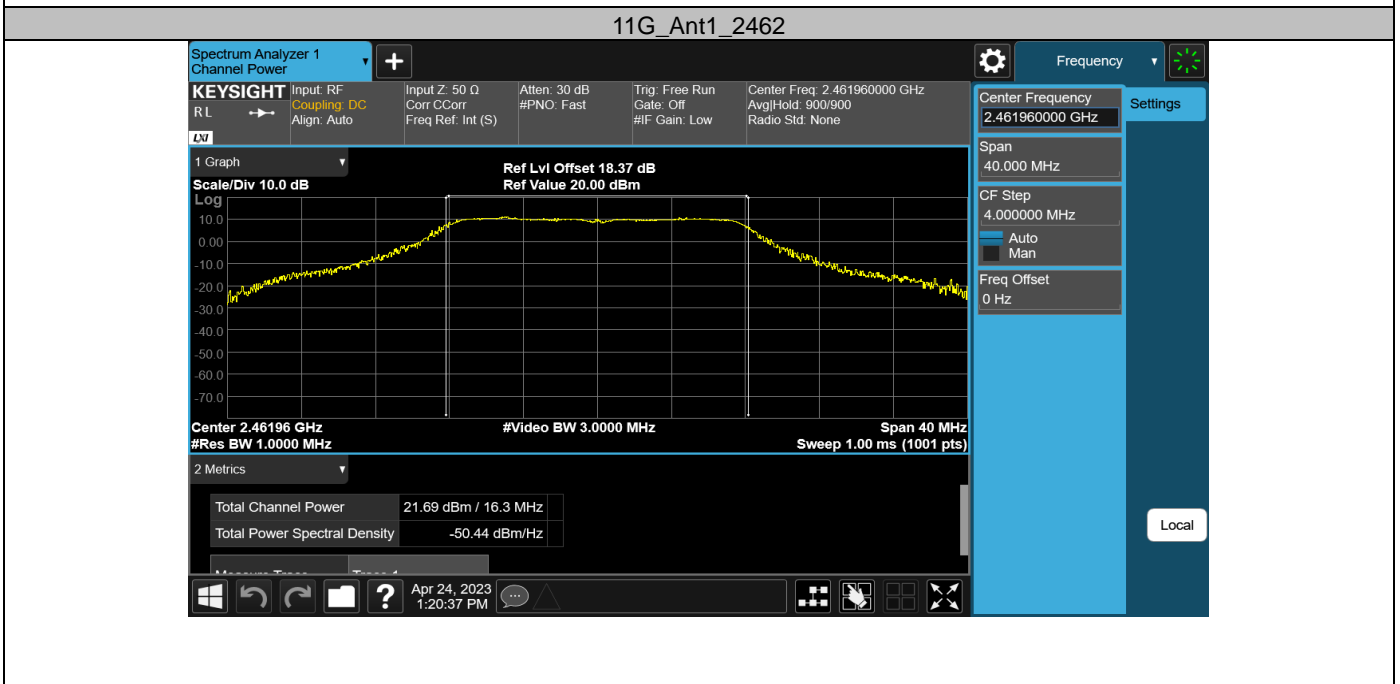 11G_Ant1_2462
Spectrum Analyzer 1
Channel Power
+
Frequency
KEYSIGHT
RL
LXI
Input: RF
Coupling: DC
Align: Auto
Input Z: 50 Ω
Corr CCorr
Freq Ref: Int (S)
Atten: 30 dB
#PNO: Fast
Trig: Free Run
Gate: Off
#IF Gain: Low
Center Freq: 2.461960000 GHz
Avg|Hold: 900/900
Radio Std: None
Center Frequency
2.461960000 GHz
Settings
Span
40.000 MHz
CF Step
4.000000 MHz
Auto
Man
Freq Offset
0 Hz
Local
1 Graph
Scale/Div 10.0 dB
Ref Lvl Offset 18.37 dB
Ref Value 20.00 dBm
Log
10.0
0.00
-10.0
-20.0
-30.0
-40.0
-50.0
-60.0
-70.0
Center 2.46196 GHz
#Video BW 3.0000 MHz
Span 40 MHz
#Res BW 1.0000 MHz
Sweep 1.00 ms (1001 pts)
2 Metrics
Total Channel Power 21.69 dBm / 16.3 MHz
Total Power Spectral Density -50.44 dBm/Hz
?
Apr 24, 2023
1:20:37 PM